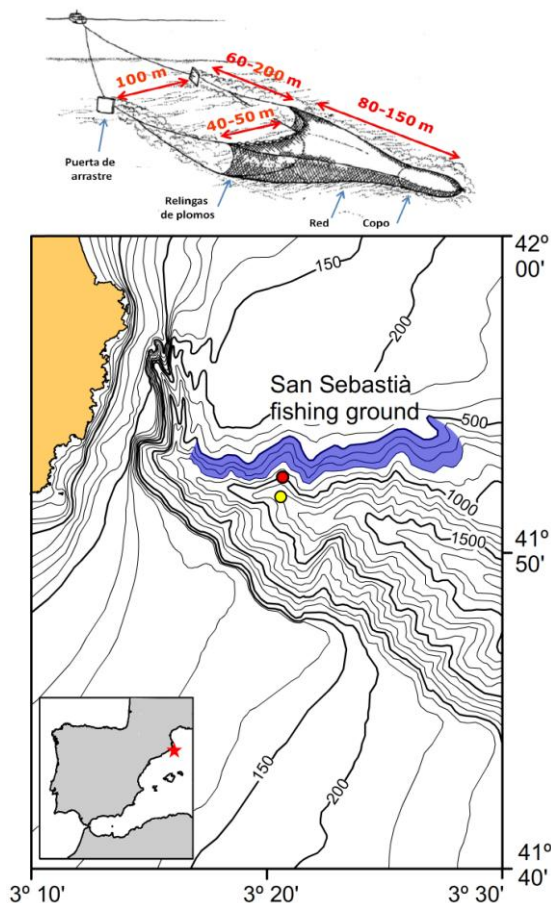 100 m
60-200 m
80-150 m
40-50 m
Puerta de
arrastre
Relingas
de plomos
Red
Copo
42º
00'
150
200
San Sebastià
fishing ground
500
1000
41º
50'
1500
150
200
41º
40'
3º 10'
3º 20'
3º 30'